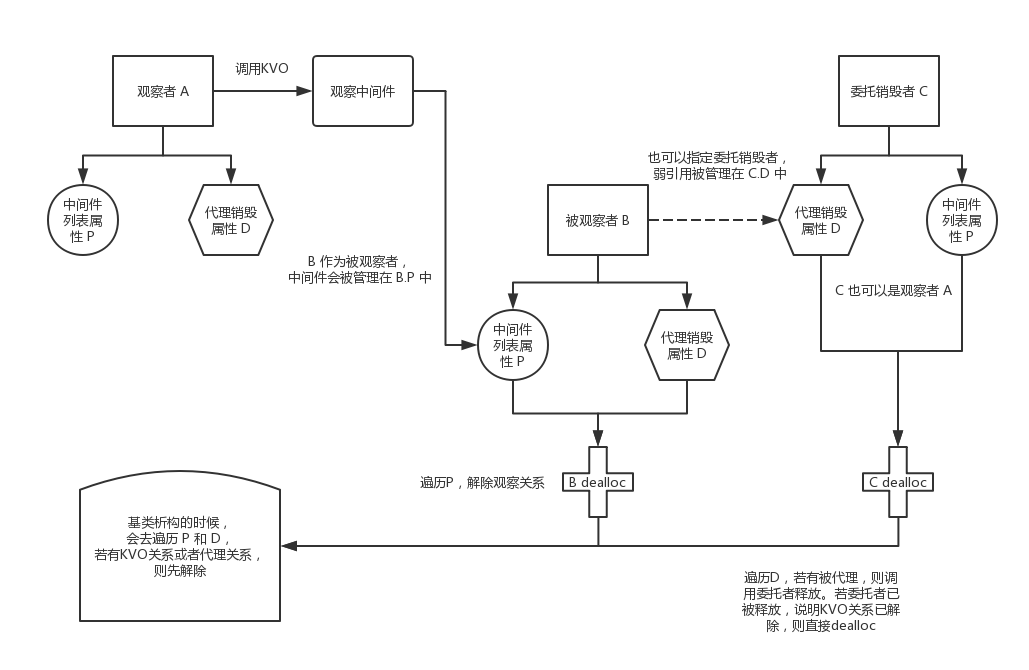 调用KVO
观察者 A
观察中间件
委托销毁者 C
也可以指定委托销毁者，
弱引用被管理在 C.D 中
中间件
列表属
性 P
代理销毁
属性 D
被观察者 B
代理销毁
属性 D
中间件
列表属
性 P
B 作为被观察者，
中间件会被管理在 B.P 中
C 也可以是观察者 A
中间件
列表属
性 P
代理销毁
属性 D
遍历P，解除观察关系
B dealloc
C dealloc
基类析构的时候，
会去遍历 P 和 D，
若有KVO关系或者代理关系，
则先解除
遍历D，若有被代理，则调
用委托者释放。若委托者已
被释放，说明KVO关系已解
除，则直接dealloc